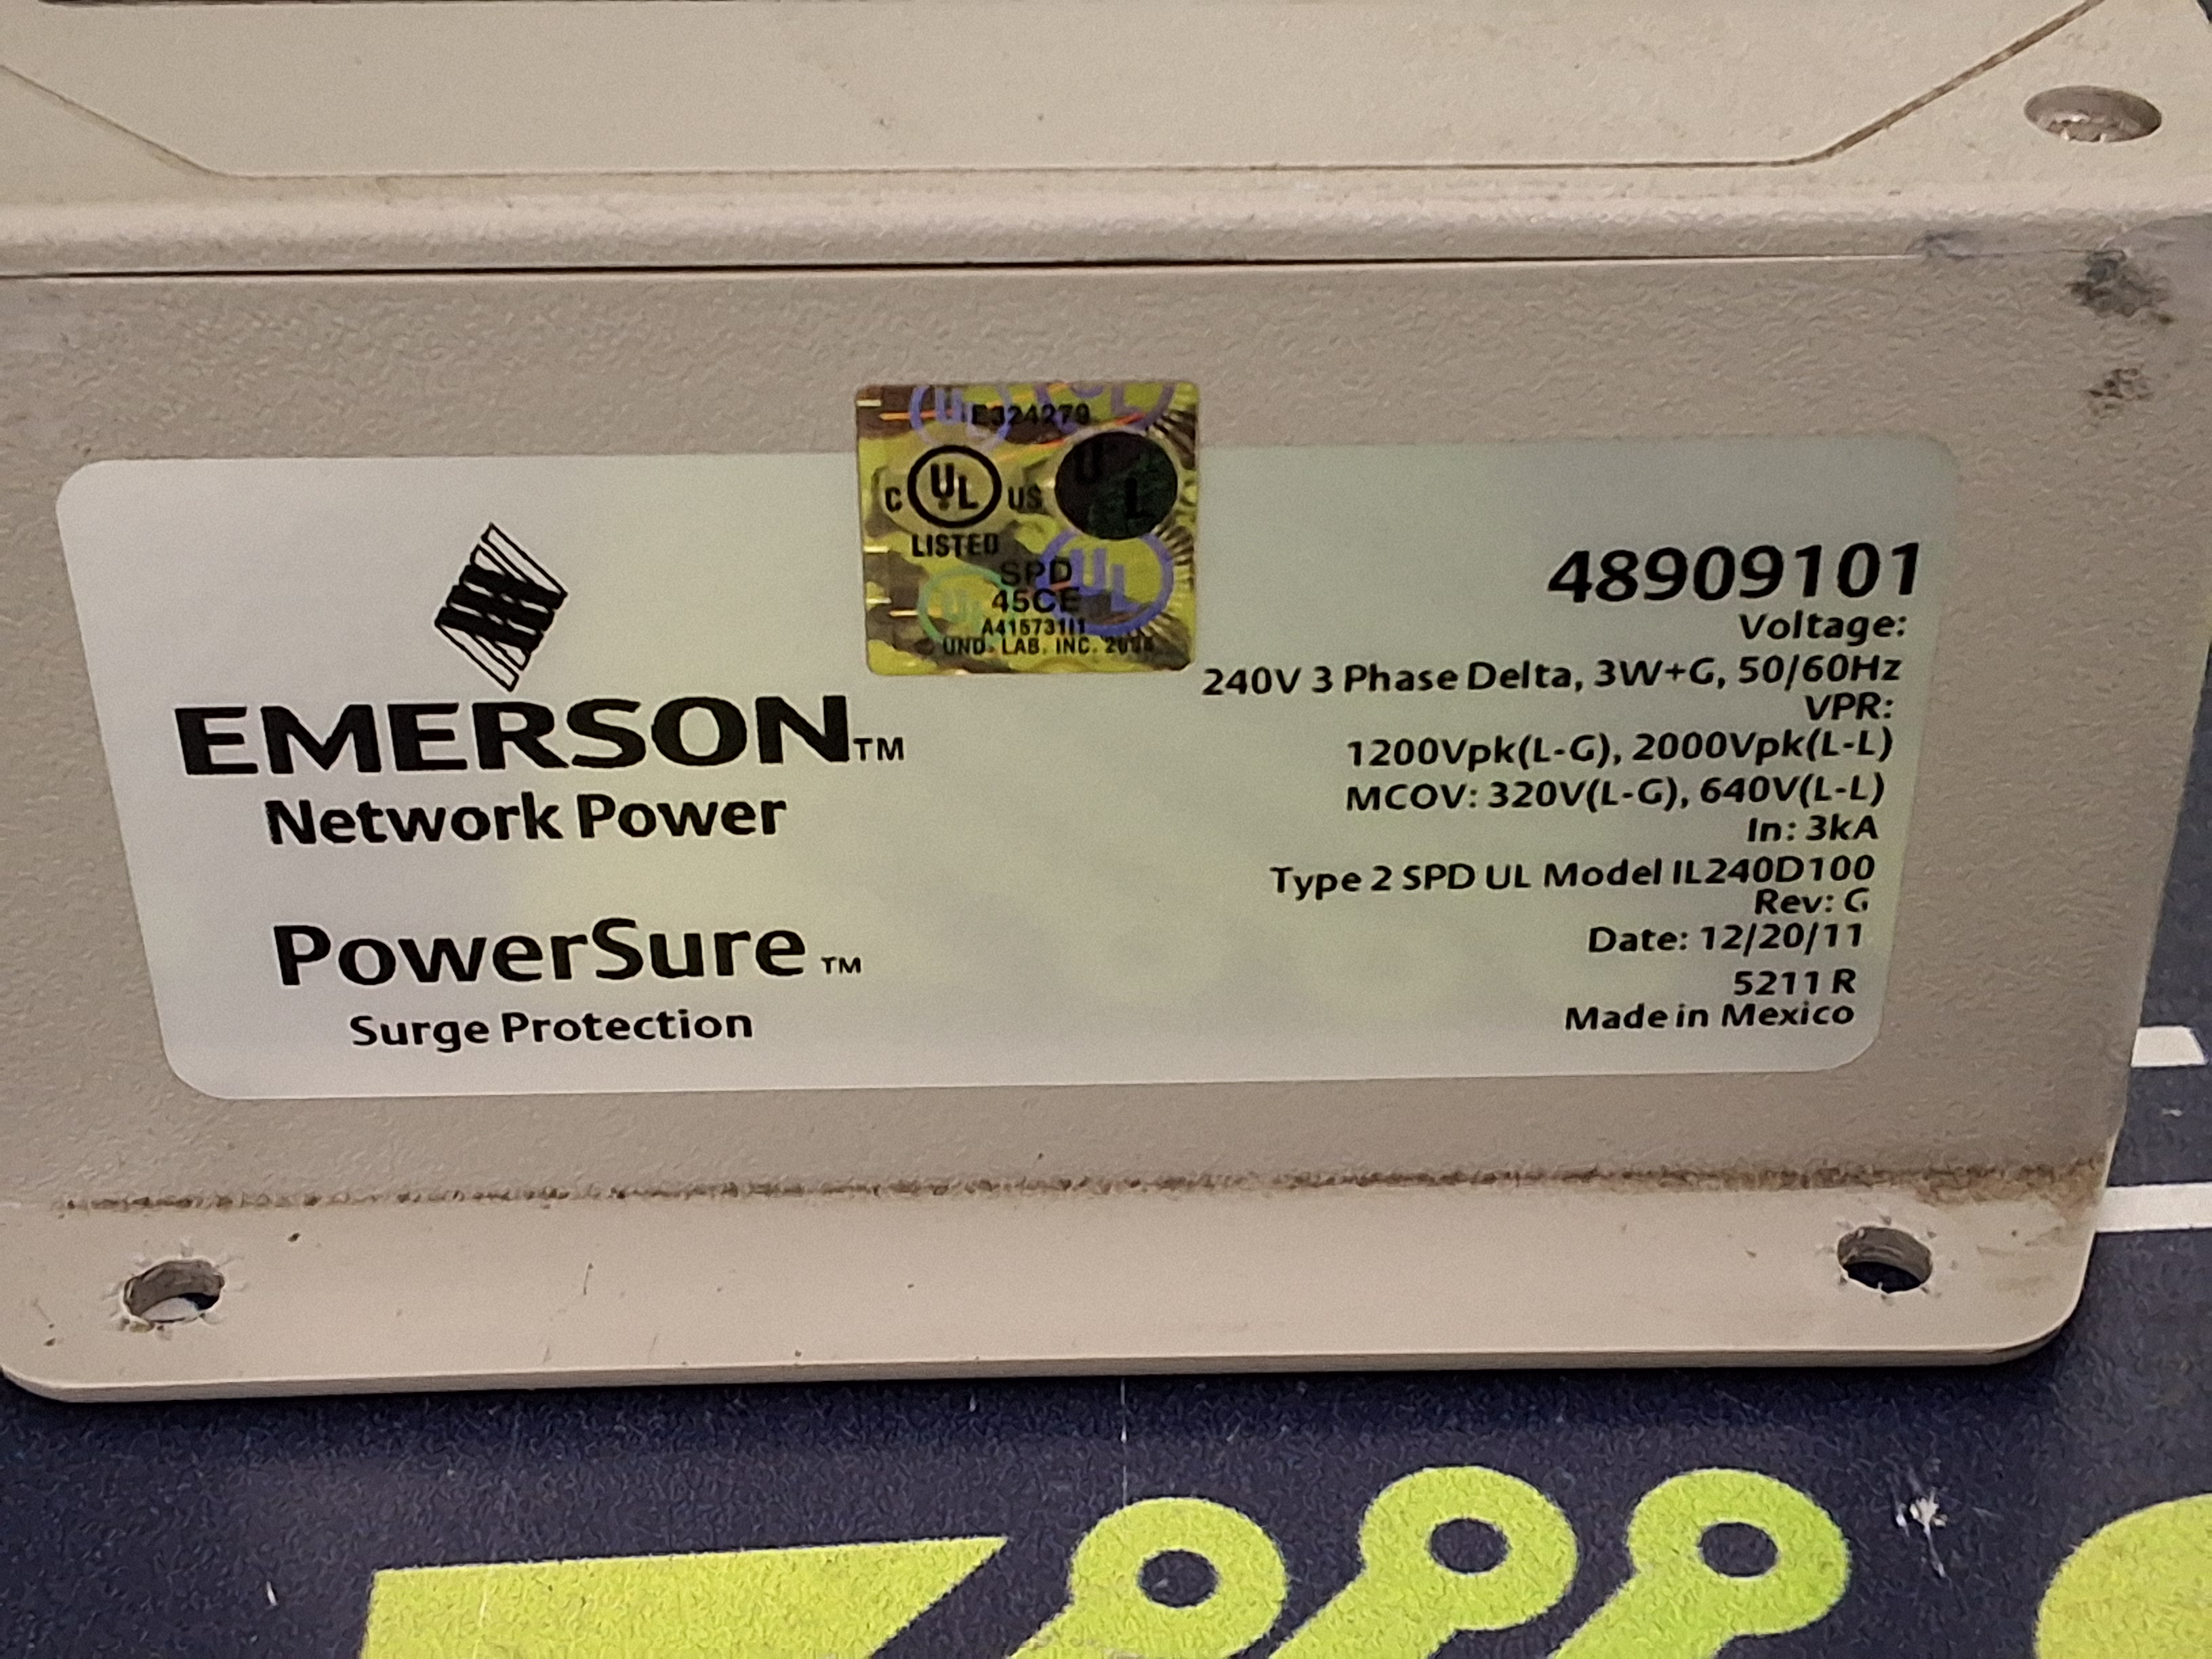 E324279
C UL US
LISTED
SPD
45CE
A4157311
UND. LAB. INC.
EMERSON™
Network Power
PowerSure™
Surge Protection
48909101
Voltage:
240V 3 Phase Delta, 3W+G, 50/60Hz
VPR:
1200Vpk(L-G), 2000Vpk(L-L)
MCOV: 320V(L-G), 640V(L-L)
In: 3kA
Type 2 SPD UL Model IL240D100
Rev: G
Date: 12/20/11
5211 R
Made in Mexico